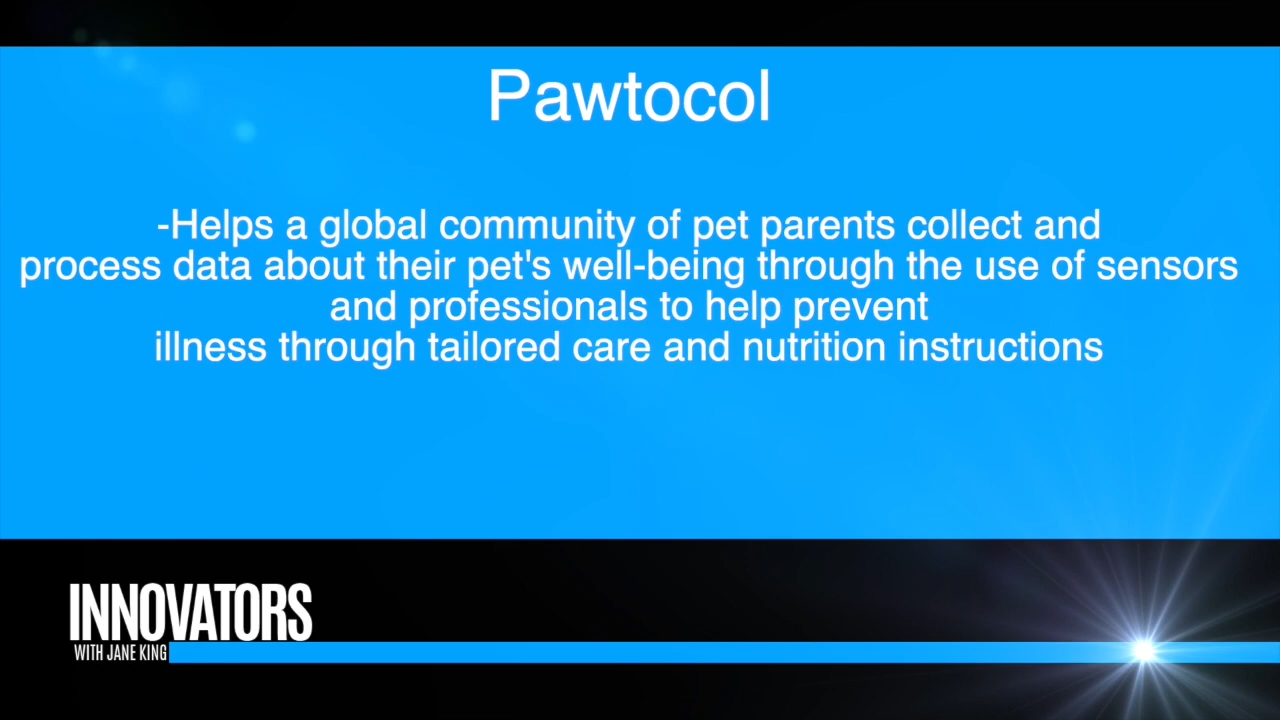 Pawtocol
-Helps a global community of pet parents collect and
process data about their pet's well-being through the use of sensors
and professionals to help prevent
illness through tailored care and nutrition instructions
INNOVATORS
WITH JANE KING